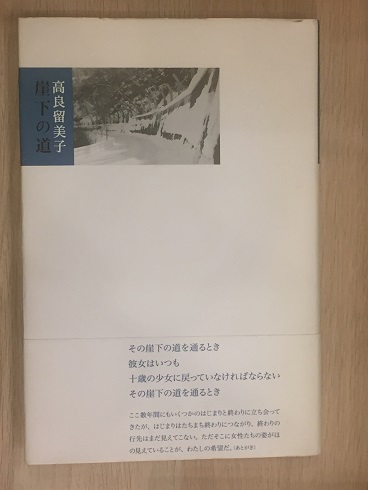 高良留美子
崖下の道
その崖下の道を通るとき
彼女はいつも
十歳の少女に戻っていなければならない
その崖下の道を通るとき
ここ数年間にもいくつかのはじまりと終わりに立ち会って
きたが、はじまりはたちまち終わりにつながり、終わりの
行先はまだ見えてこない。ただそこに女性たちの姿がほ
の見えていることが、わたしの希望だ。（あとがき）